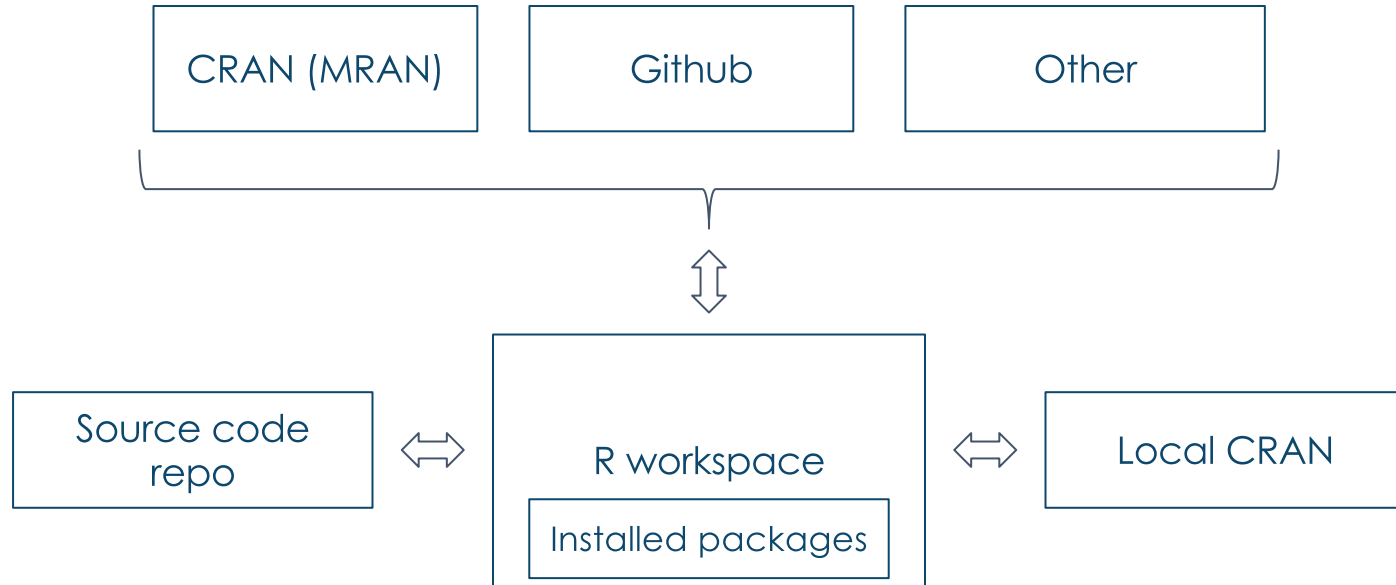 CRAN (MRAN)
Github
Other
Source code
repo
R workspace
Local CRAN
Installed packages